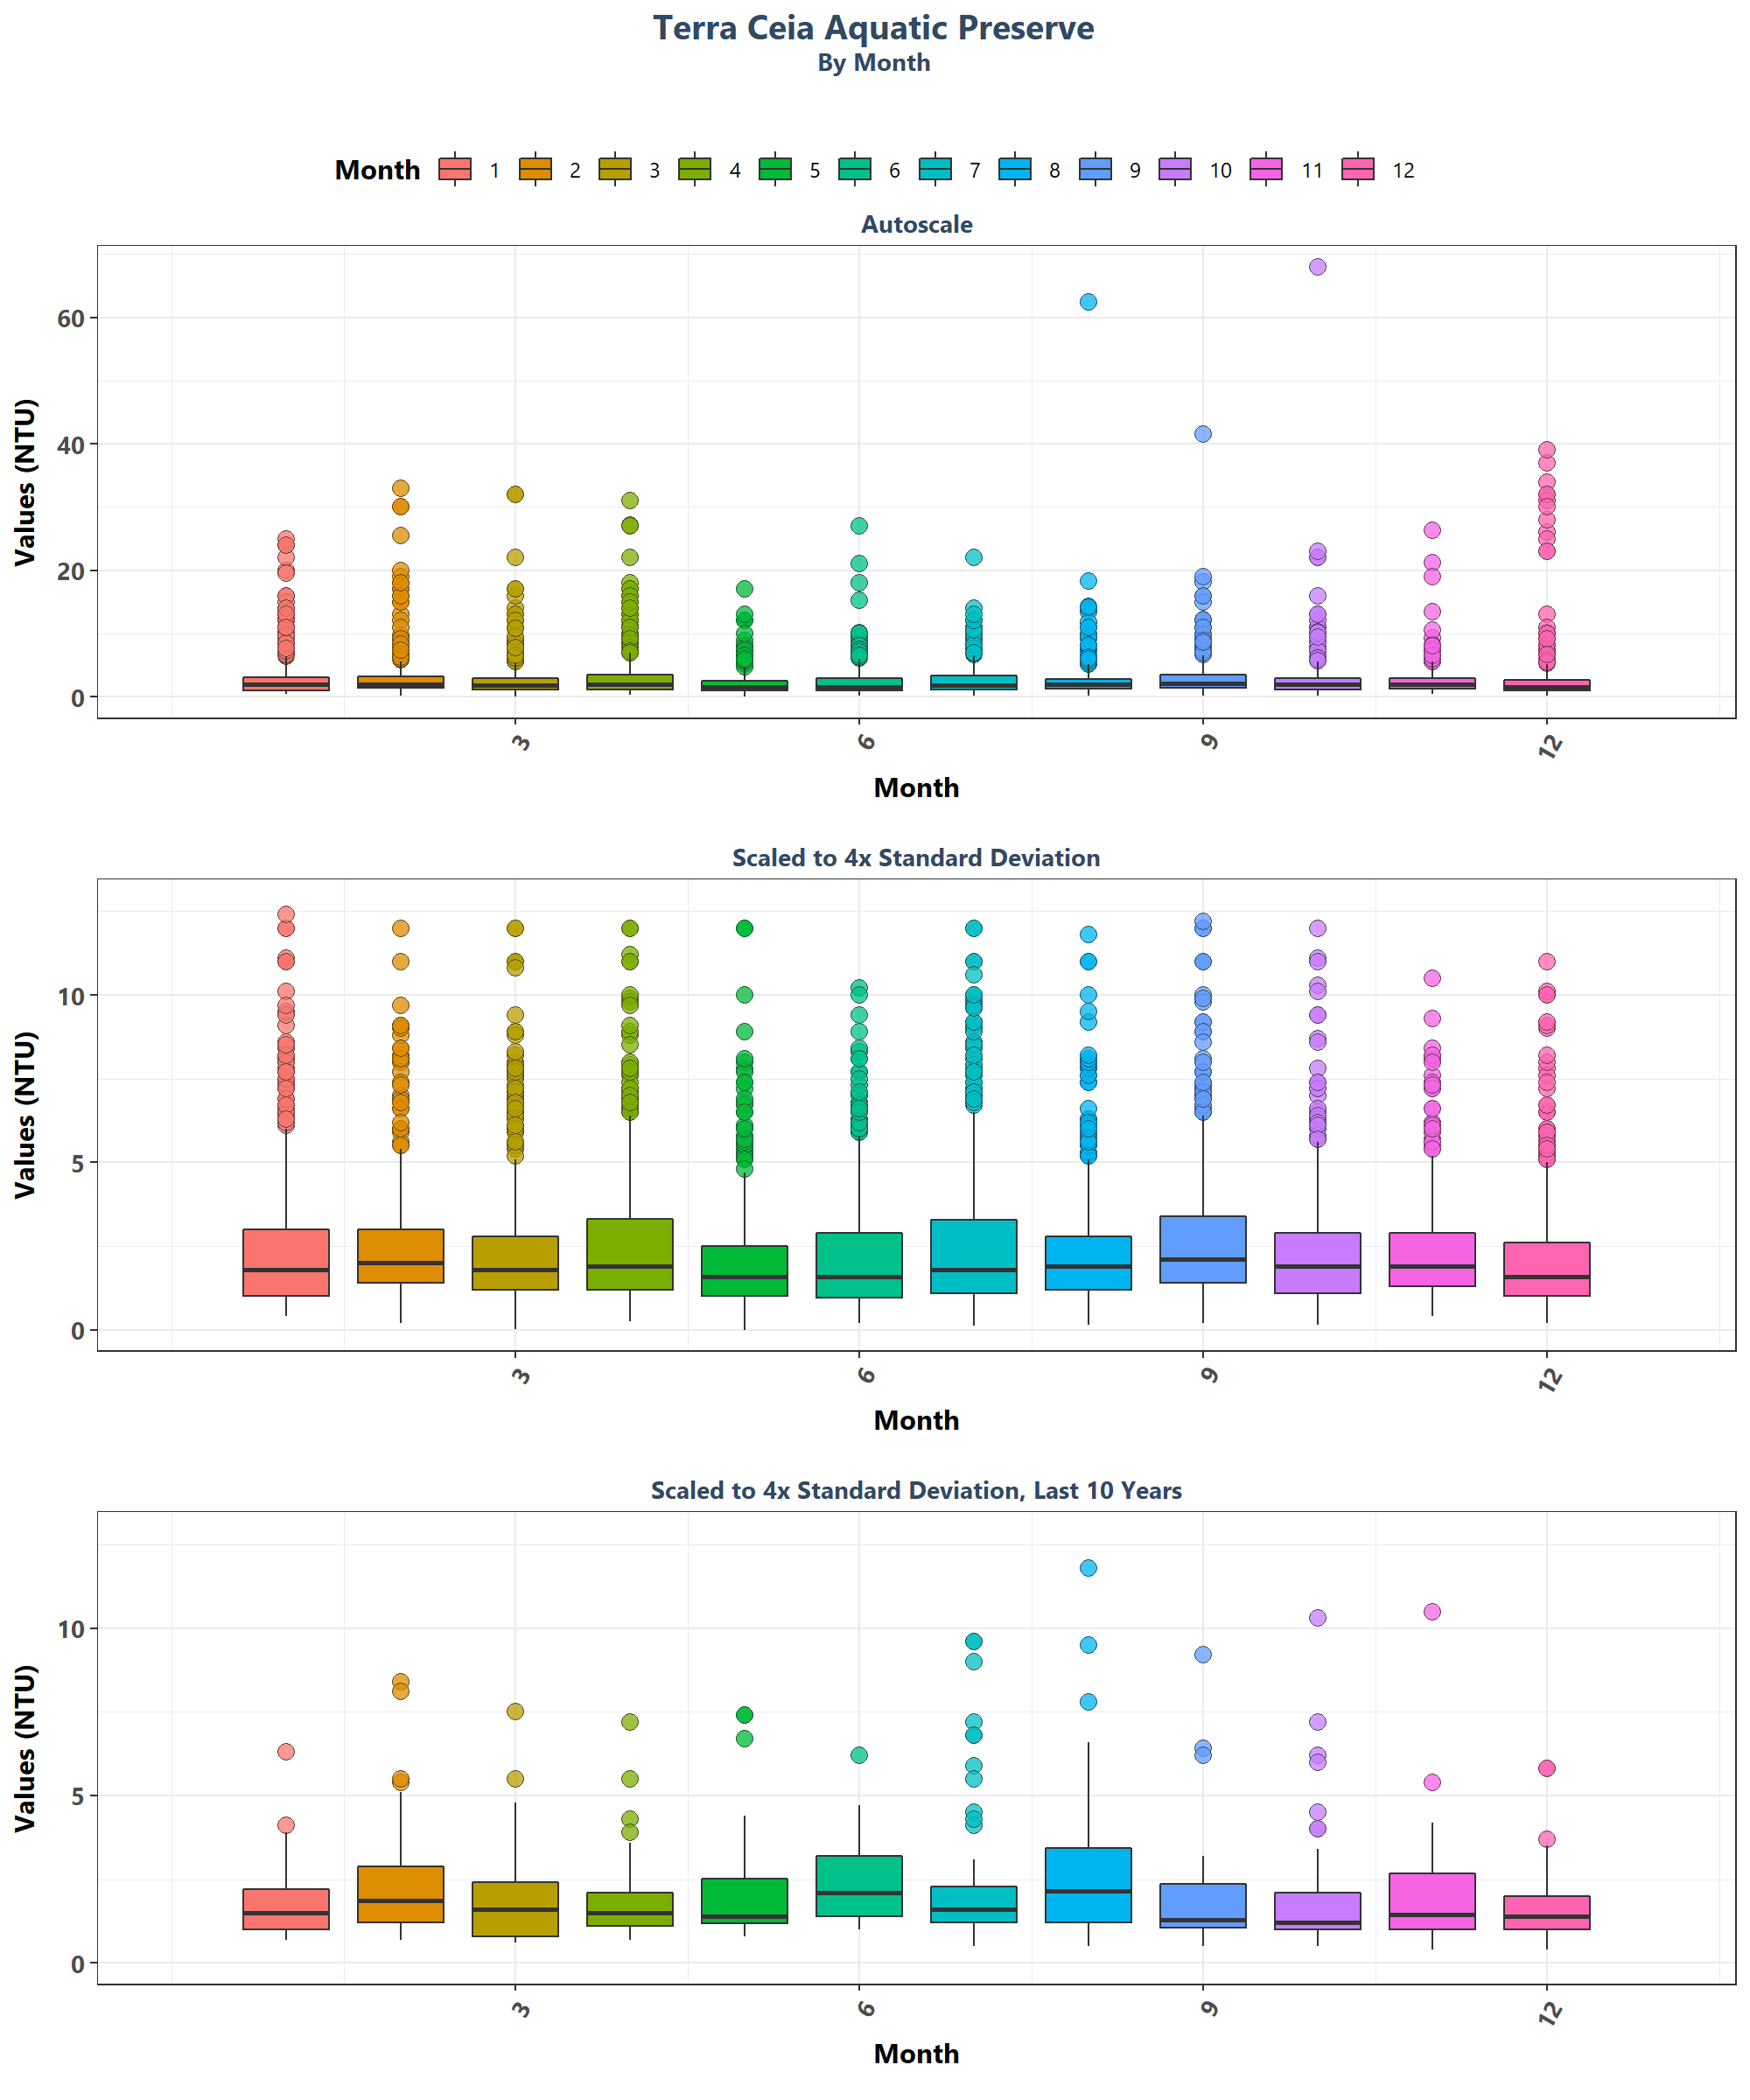 Terra Ceia Aquatic Preserve
By Month
Month 1 2 3 4 5 6 7 8 9 10 11 12
Autoscale
Values (NTU)
60
40
20
0
3 6 9 12
Month
Scaled to 4x Standard Deviation
Values (NTU)
10
5
0
3 6 9 12
Month
Scaled to 4x Standard Deviation, Last 10 Years
Values (NTU)
10
5
0
3 6 9 12
Month